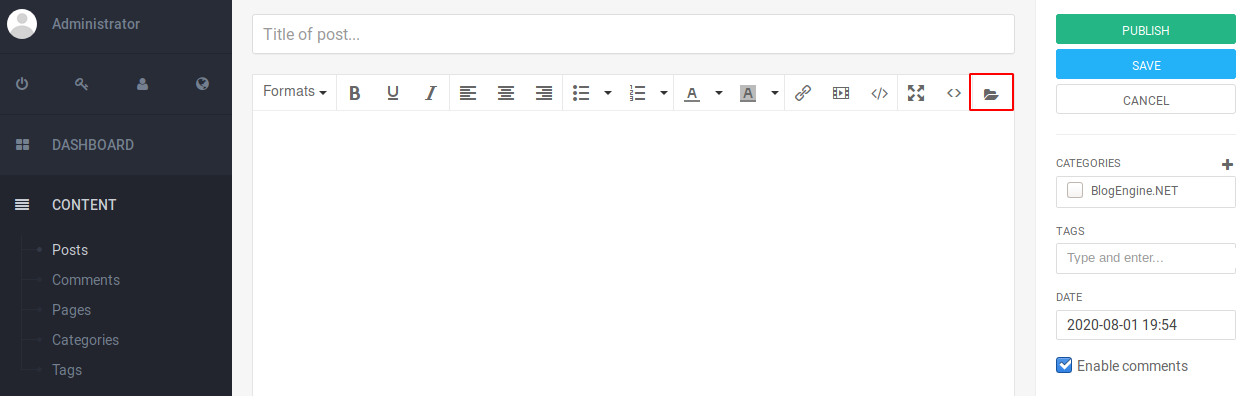 Administrator
DASHBOARD
CONTENT
Posts
Comments
Pages
Categories
Tags
Title of post...
Formats B U I A A
PUBLISH
SAVE
CANCEL
CATEGORIES
BlogEngine.NET
TAGS
Type and enter...
DATE
2020-08-01 19:54
Enable comments